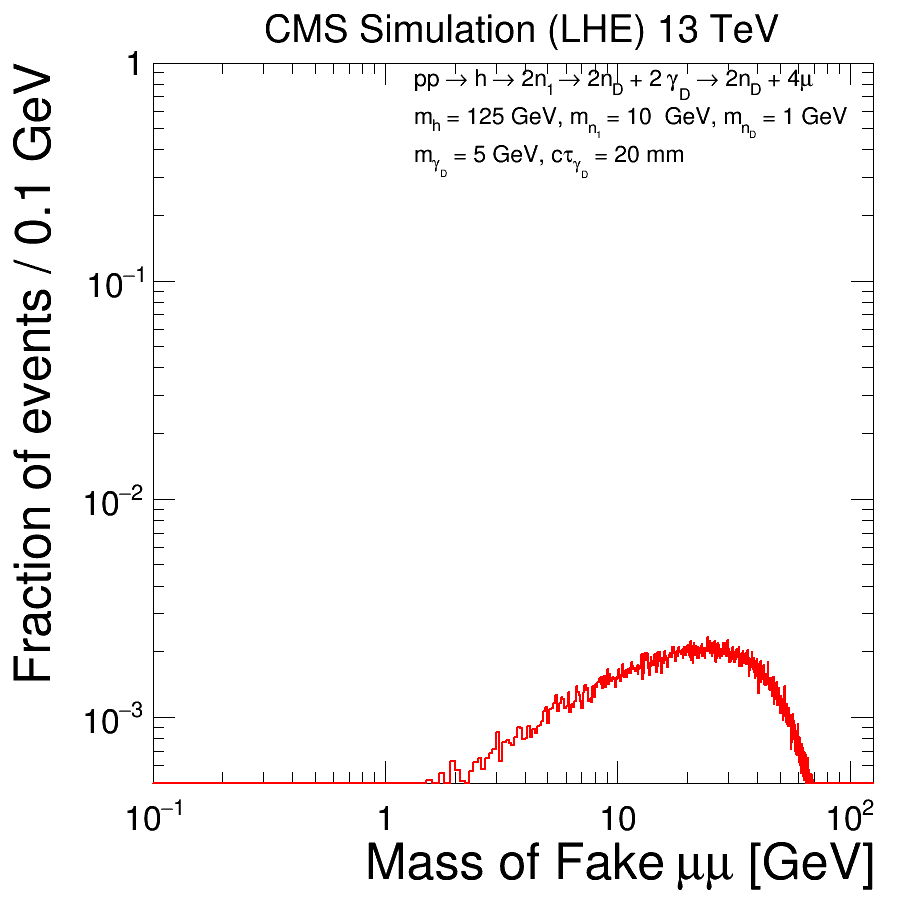 CMS Simulation (LHE) 13 TeV
pp → h → 2n₁ → 2n_D + 2 γ_D → 2n_D + 4μ
m_h = 125 GeV, m_n₁ = 10 GeV, m_n_D = 1 GeV
m_γ_D = 5 GeV, cτ_γ_D = 20 mm
Fraction of events / 0.1 GeV
1
10⁻¹
10⁻²
10⁻³
10⁻¹ 1 10 10²
Mass of Fake μμ [GeV]